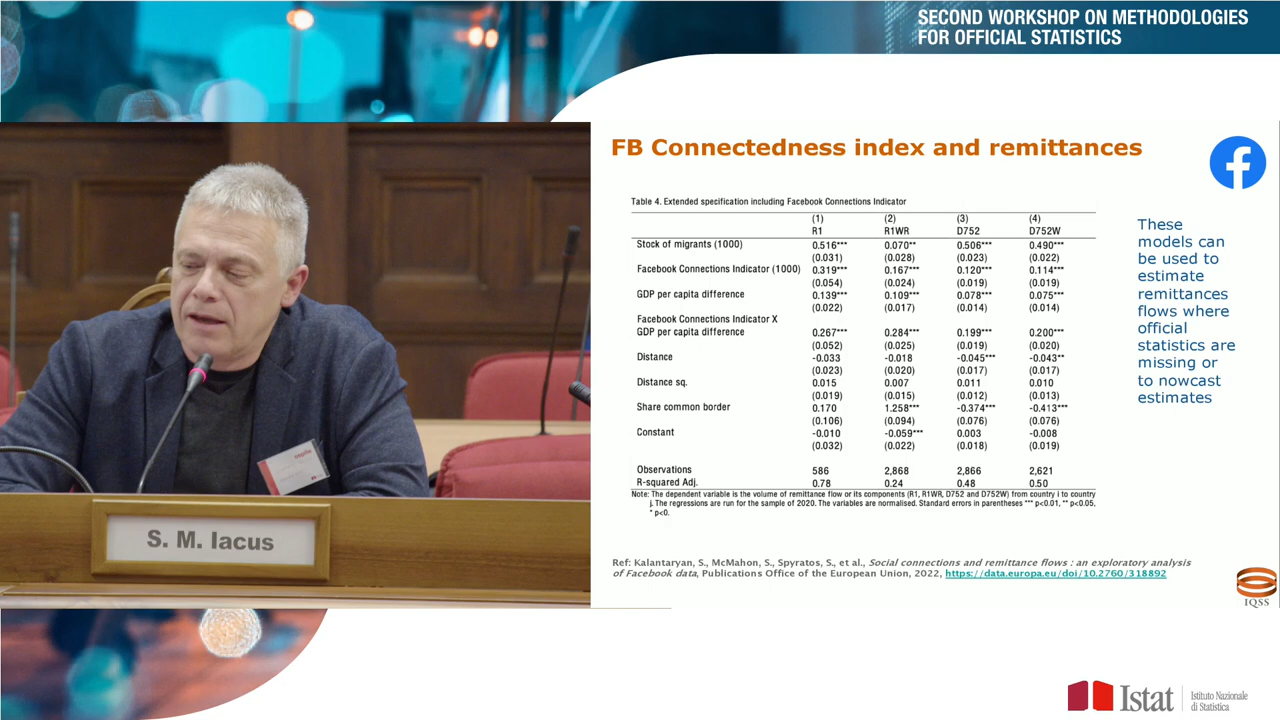 SECOND WORKSHOP ON METHODOLOGIES
FOR OFFICIAL STATISTICS
FB Connectedness index and remittances
Table 4. Extended specification including Facebook Connections Indicator
(1) (2) (3) (4)
R1 R1WR D752 D752W
Stock of migrants (1000) 0.516*** 0.070** 0.506*** 0.490***
(0.031) (0.028) (0.023) (0.022)
Facebook Connections Indicator (1000) 0.319*** 0.167*** 0.120*** 0.114***
(0.054) (0.024) (0.019) (0.019)
GDP per capita difference 0.139*** 0.109*** 0.078*** 0.075***
(0.022) (0.017) (0.014) (0.014)
Facebook Connections Indicator X
GDP per capita difference 0.267*** 0.284*** 0.199*** 0.200***
(0.052) (0.025) (0.019) (0.020)
Distance -0.033 -0.018 -0.045*** -0.043**
(0.023) (0.020) (0.017) (0.017)
Distance sq. 0.015 0.007 0.011 0.010
(0.019) (0.015) (0.012) (0.013)
Share common border 0.170 1.258*** -0.374*** -0.413***
(0.106) (0.094) (0.076) (0.076)
Constant -0.010 -0.059*** 0.003 -0.008
(0.032) (0.022) (0.018) (0.019)
Observations 586 2,868 2,866 2,621
R-squared Adj. 0.78 0.24 0.48 0.50
Note: The dependent variable is the volume of remittance flow or its components (R1, R1WR, D752 and D752W) from country i to country
j. The regressions are run for the sample of 2020. The variables are normalised. Standard errors in parentheses *** p<0.01, ** p<0.05,
* p<0.
These
models can
be used to
estimate
remittances
flows where
official
statistics are
missing or
to nowcast
estimates
Ref: Kalantaryan, S., McMahon, S., Spyratos, S., et al., Social connections and remittance flows : an exploratory analysis
of Facebook data, Publications Office of the European Union, 2022, https://data.europa.eu/doi/10.2760/318892
IQSS
S. M. Iacus
Istat
Istituto Nazionale
di Statistica